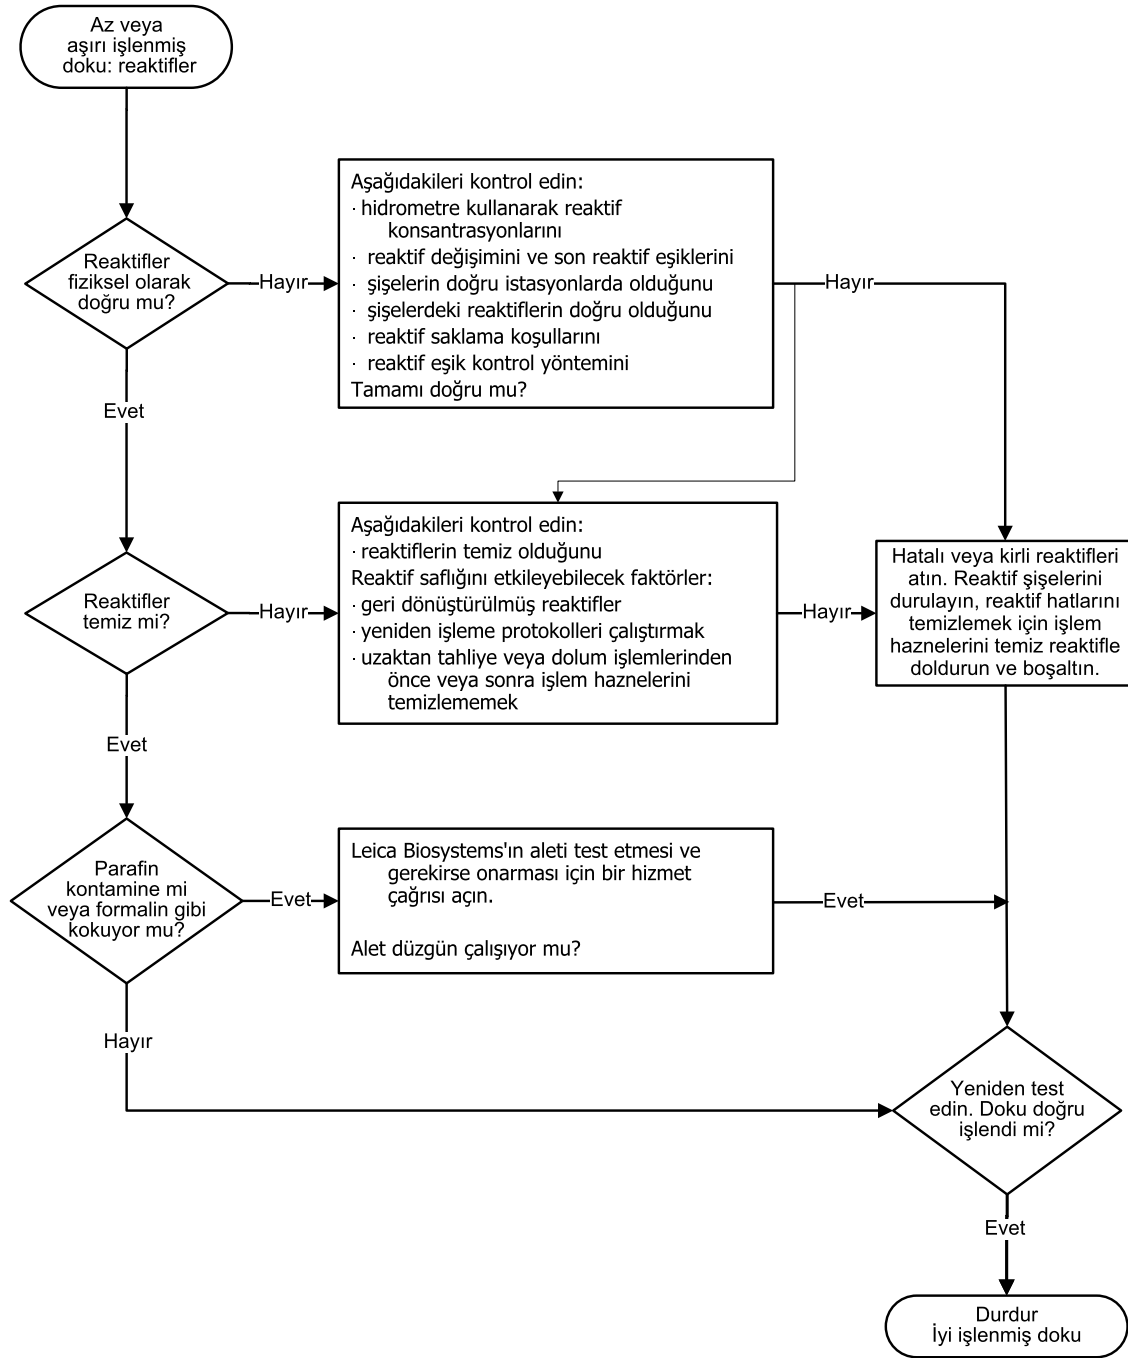 Az veya
aşırı işlenmiş
doku: reaktifler
Reaktifler
fiziksel olarak
doğru mu?
Hayır
Aşağıdakileri kontrol edin:
· hidrometre kullanarak reaktif
konsantrasyonlarını
· reaktif değişimini ve son reaktif eşiklerini
· şişelerin doğru istasyonlarda olduğunu
· şişelerdeki reaktiflerin doğru olduğunu
· reaktif saklama koşullarını
· reaktif eşik kontrol yöntemini
Tamamı doğru mu?
Hayır
Evet
Reaktifler
temiz mi?
Hayır
Aşağıdakileri kontrol edin:
· reaktiflerin temiz olduğunu
Reaktif saflığını etkileyebilecek faktörler:
· geri dönüştürülmüş reaktifler
· yeniden işleme protokolleri çalıştırmak
· uzaktan tahliye veya dolum işlemlerinden
önce veya sonra işlem haznelerini
temizlememek
Hayır
Hatalı veya kirli reaktifleri
atın. Reaktif şişelerini
durulayın, reaktif hatlarını
temizlemek için işlem
haznelerini temiz reaktifle
doldurun ve boşaltın.
Evet
Parafin
kontamine mi
veya formalin gibi
kokuyor mu?
Evet
Leica Biosystems'ın aleti test etmesi ve
gerekirse onarması için bir hizmet
çağrısı açın.
Alet düzgün çalışıyor mu?
Evet
Hayır
Yeniden test
edin. Doku doğru
işlendi mi?
Evet
Durdur
İyi işlenmiş doku